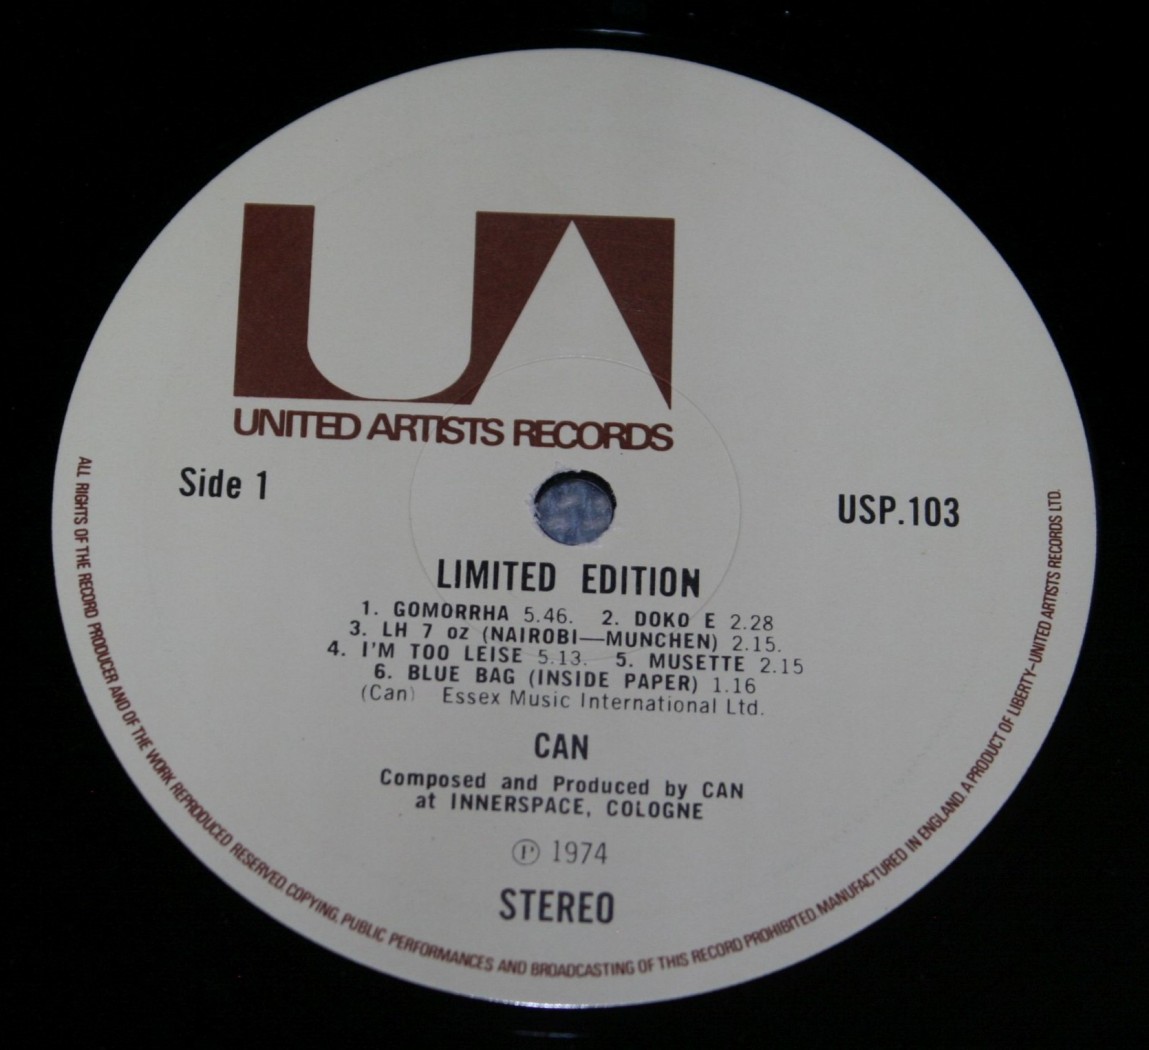 UA
UNITED ARTISTS RECORDS
Side 1
USP.103
LIMITED EDITION
1. GOMORRHA 5.46. 2. DOKO E 2.28
3. LH 7 oz (NAIROBI—MUNCHEN) 2.15.
4. I'M TOO LEISE 5.13. 5. MUSETTE 2.15
6. BLUE BAG (INSIDE PAPER) 1.16
(Can) Essex Music International Ltd.
CAN
Composed and Produced by CAN
at INNERSPACE, COLOGNE
℗ 1974
STEREO
ALL RIGHTS OF THE RECORD PRODUCER AND OF THE WORK REPRODUCED RESERVED. COPYING, PUBLIC PERFORMANCES AND BROADCASTING OF THIS RECORD PROHIBITED. MANUFACTURED IN ENGLAND. A PRODUCT OF LIBERTY–UNITED ARTISTS RECORDS LTD.